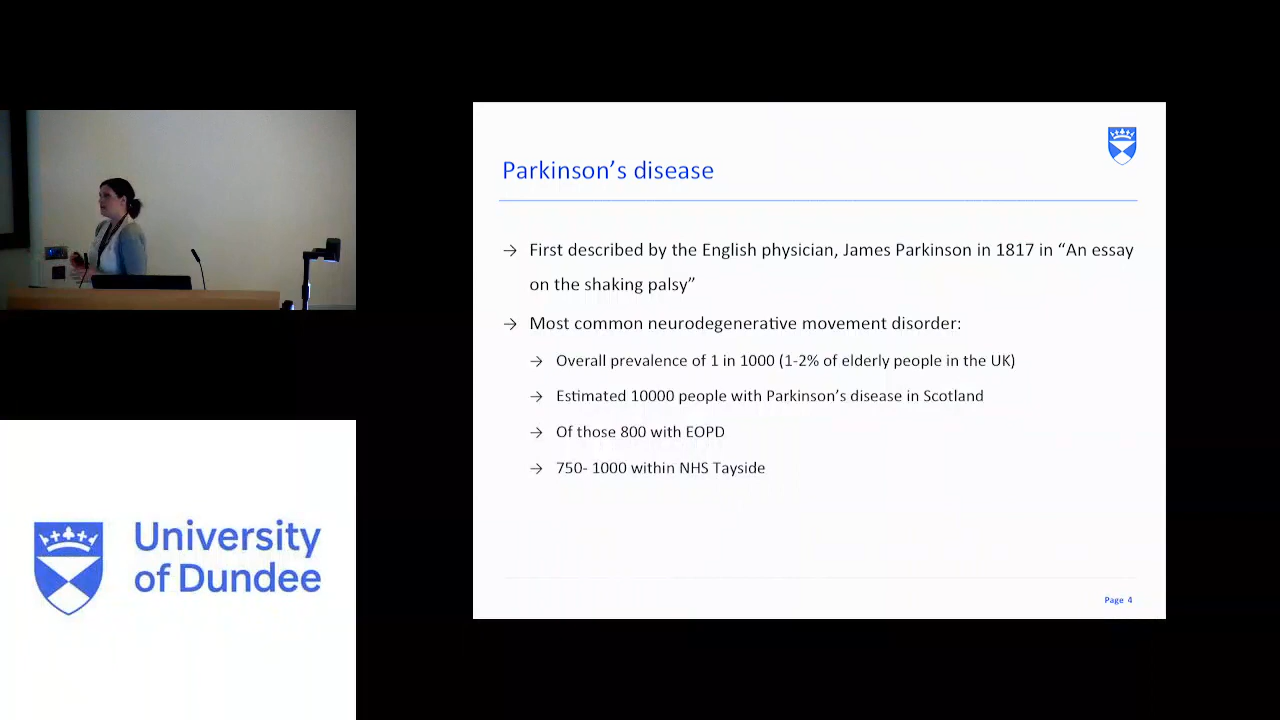 Parkinson’s disease
→ First described by the English physician, James Parkinson in 1817 in “An essay
on the shaking palsy”
→ Most common neurodegenerative movement disorder:
→ Overall prevalence of 1 in 1000 (1-2% of elderly people in the UK)
→ Estimated 10000 people with Parkinson’s disease in Scotland
→ Of those 800 with EOPD
→ 750- 1000 within NHS Tayside
Page 4
University
of Dundee